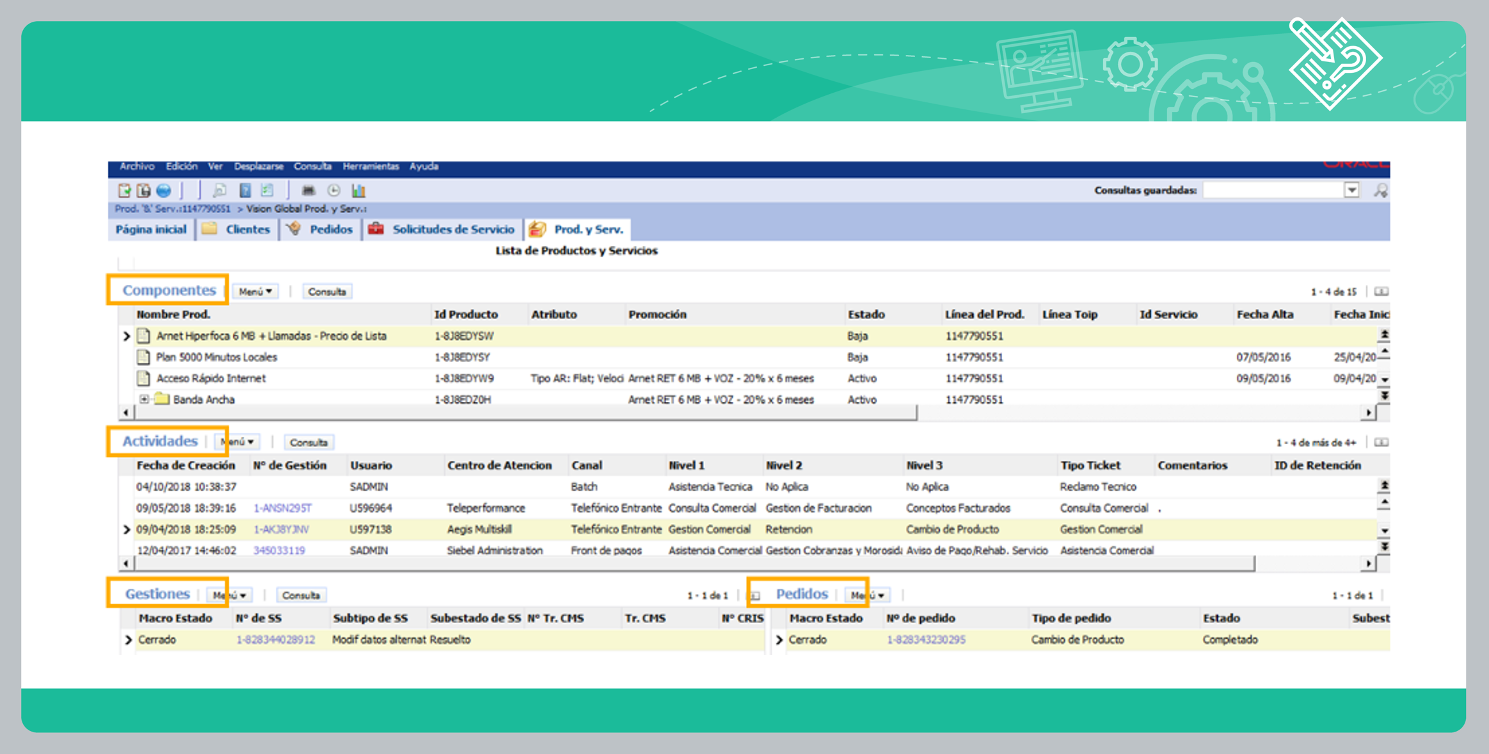 Archivo Edición Ver Desplazarse Consulta Herramientas Ayuda
Consultas guardadas:
Prod. '&' Serv.:1147790551 > Vision Global Prod. y Serv.:
Página inicial Clientes Pedidos Solicitudes de Servicio Prod. y Serv.
Lista de Productos y Servicios
Componentes Menú Consulta 1 - 4 de 15
Nombre Prod. Id Producto Atributo Promoción Estado Línea del Prod. Línea Toip Id Servicio Fecha Alta Fecha Inic
Arnet Hiperfoca 6 MB + Llamadas - Precio de Lista 1-8J8EDYSW Baja 1147790551
Plan 5000 Minutos Locales 1-8J8EDYSY Baja 1147790551 07/05/2016 25/04/20
Acceso Rápido Internet 1-8J8EDYW9 Tipo AR: Flat; Veloci Arnet RET 6 MB + VOZ - 20% x 6 meses Activo 1147790551 09/05/2016 09/04/20
Banda Ancha 1-8J8EDZ0H Arnet RET 6 MB + VOZ - 20% x 6 meses Activo 1147790551
Actividades Menú Consulta 1 - 4 de más de 4+
Fecha de Creación Nº de Gestión Usuario Centro de Atencion Canal Nivel 1 Nivel 2 Nivel 3 Tipo Ticket Comentarios ID de Retención
04/10/2018 10:38:37 SADMIN Batch Asistencia Tecnica No Aplica No Aplica Reclamo Tecnico
09/05/2018 18:39:16 1-ANSN295T U596964 Teleperformance Telefónico Entrante Consulta Comercial Gestion de Facturacion Conceptos Facturados Consulta Comercial .
09/04/2018 18:25:09 1-AKJ8YJNV U597138 Aegis Multiskill Telefónico Entrante Gestion Comercial Retencion Cambio de Producto Gestion Comercial
12/04/2017 14:46:02 345033119 SADMIN Siebel Administration Front de pagos Asistencia Comercial Gestion Cobranzas y Morosida Aviso de Pago/Rehab. Servicio Asistencia Comercial
Gestiones Menú Consulta 1 - 1 de 1 Pedidos Menú 1 - 1 de 1
Macro Estado Nº de SS Subtipo de SS Subestado de SS Nº Tr. CMS Tr. CMS Nº CRIS Macro Estado Nº de pedido Tipo de pedido Estado Subest
Cerrado 1-828344028912 Modif datos alternat Resuelto Cerrado 1-828343230295 Cambio de Producto Completado